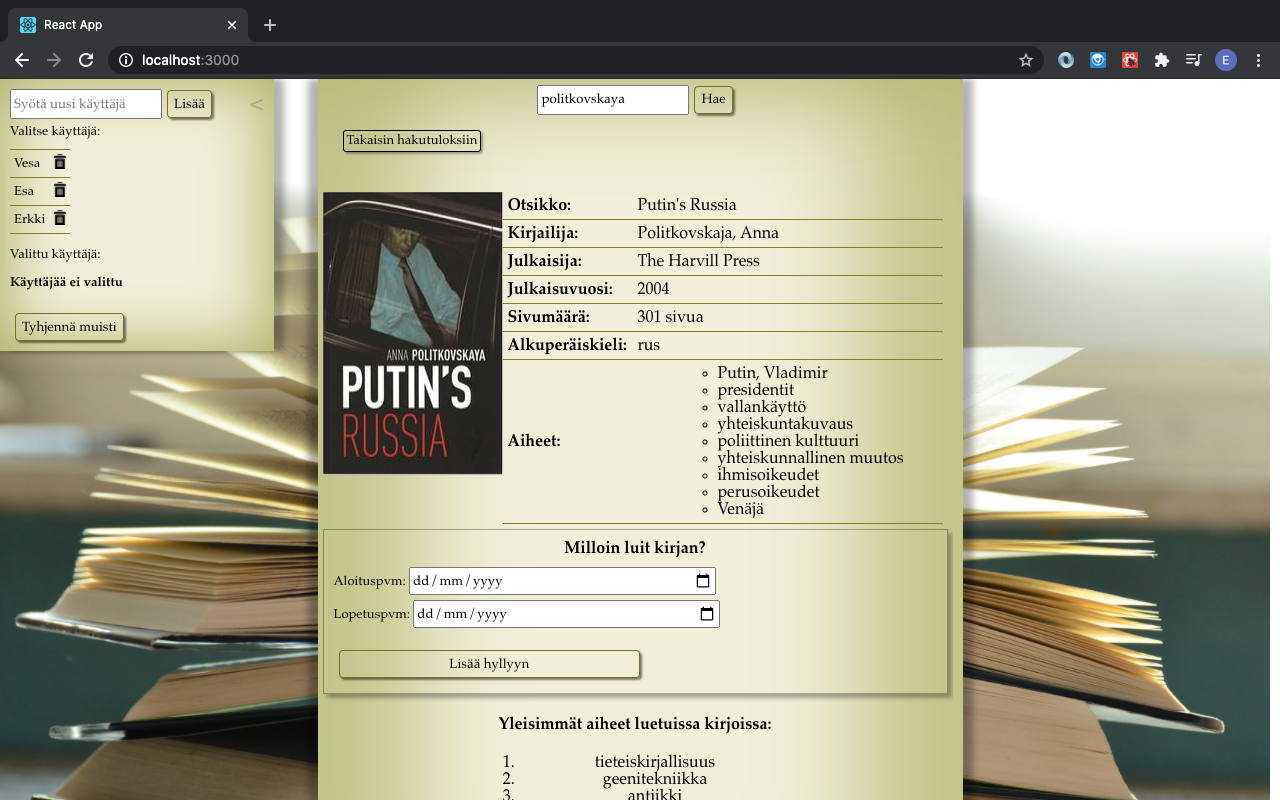 React App
localhost:3000
E
Syötä uusi käyttäjä
Lisää
<
Valitse käyttäjä:
Vesa
Esa
Erkki
Valittu käyttäjä:
Käyttäjää ei valittu
Tyhjennä muisti
politkovskaya
Hae
Takaisin hakutuloksiin
ANNA POLITKOVSKAYA
PUTIN'S
RUSSIA
Otsikko: Putin's Russia
Kirjailija: Politkovskaja, Anna
Julkaisija: The Harvill Press
Julkaisuvuosi: 2004
Sivumäärä: 301 sivua
Alkuperäiskieli: rus
Aiheet:
Putin, Vladimir
presidentit
vallankäyttö
yhteiskuntakuvaus
poliittinen kulttuuri
yhteiskunnallinen muutos
ihmisoikeudet
perusoikeudet
Venäjä
Milloin luit kirjan?
Aloituspvm: dd/mm/yyyy
Lopetuspvm: dd/mm/yyyy
Lisää hyllyyn
Yleisimmät aiheet luetuissa kirjoissa:
1. tieteiskirjallisuus
2. geenitekniikka
3. antiikki